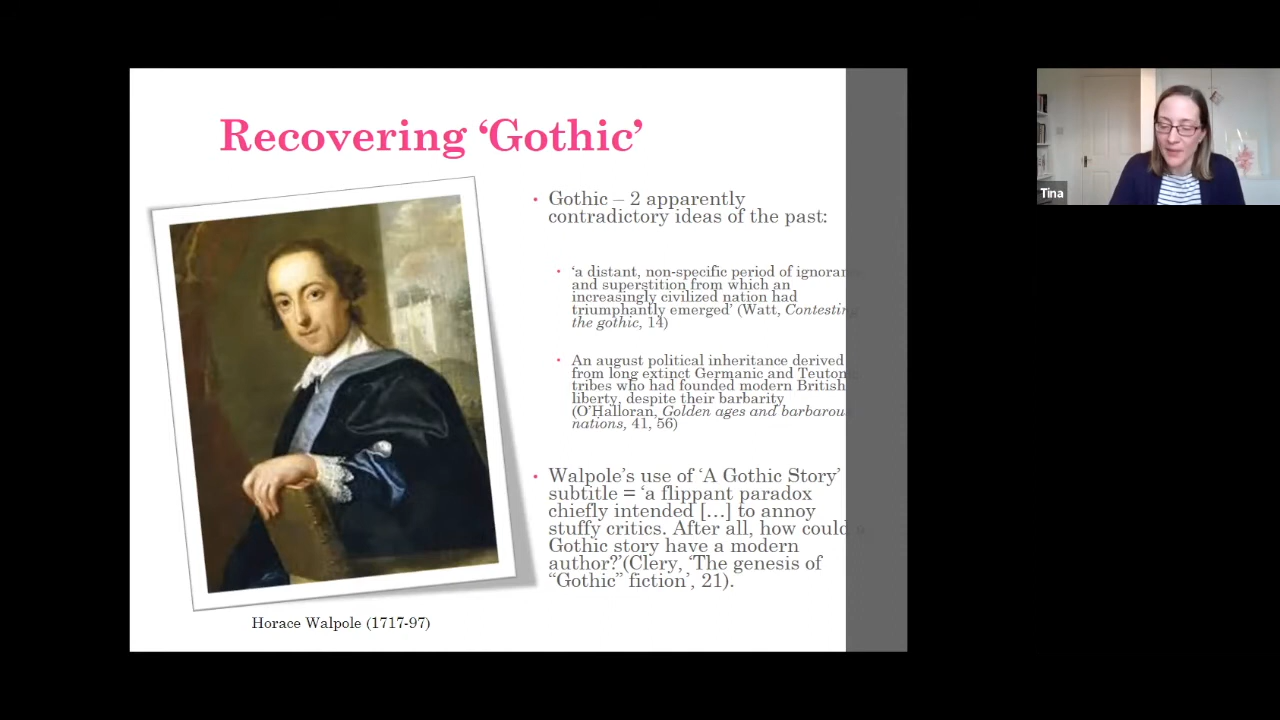 Recovering ‘Gothic’
• Gothic – 2 apparently
contradictory ideas of the past:
• ‘a distant, non-specific period of
and superstition from which an
increasingly civilized nation had
triumphantly emerged’ (Watt, Contesting
the gothic, 14)
• An august political inheritance derived
from long extinct Germanic and Teutonic
tribes who had founded modern British
liberty, despite their barbarity
(O’Halloran, Golden ages and barbarous
nations, 41, 56)
• Walpole’s use of ‘A Gothic Story’
subtitle = ‘a flippant paradox
chiefly intended […] to annoy
stuffy critics. After all, how could a
Gothic story have a modern
author?’(Clery, ‘The genesis of
“Gothic” fiction’, 21).
Horace Walpole (1717-97)
Tina